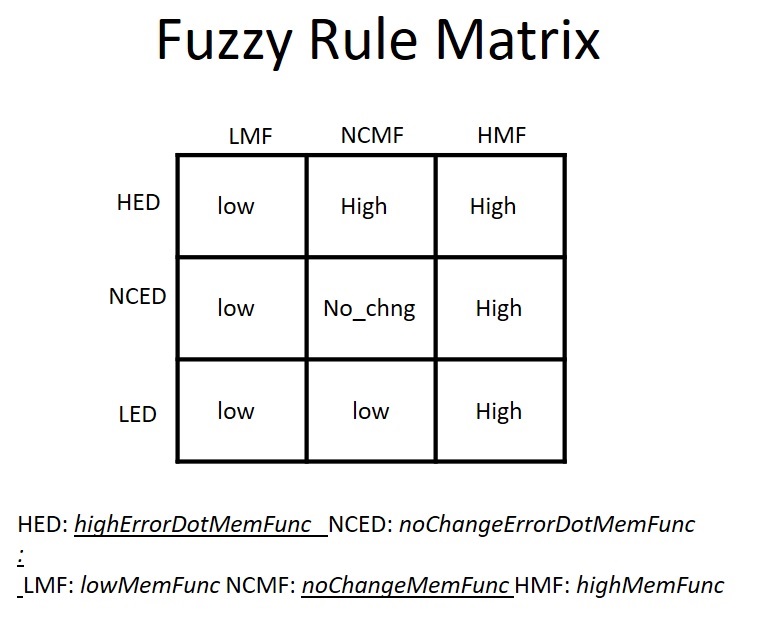 Fuzzy Rule Matrix
LMF NCMF HMF
HED low High High
NCED low No_chng High
LED low low High
HED: highErrorDotMemFunc NCED: noChangeErrorDotMemFunc
:
LMF: lowMemFunc NCMF: noChangeMemFunc HMF: highMemFunc